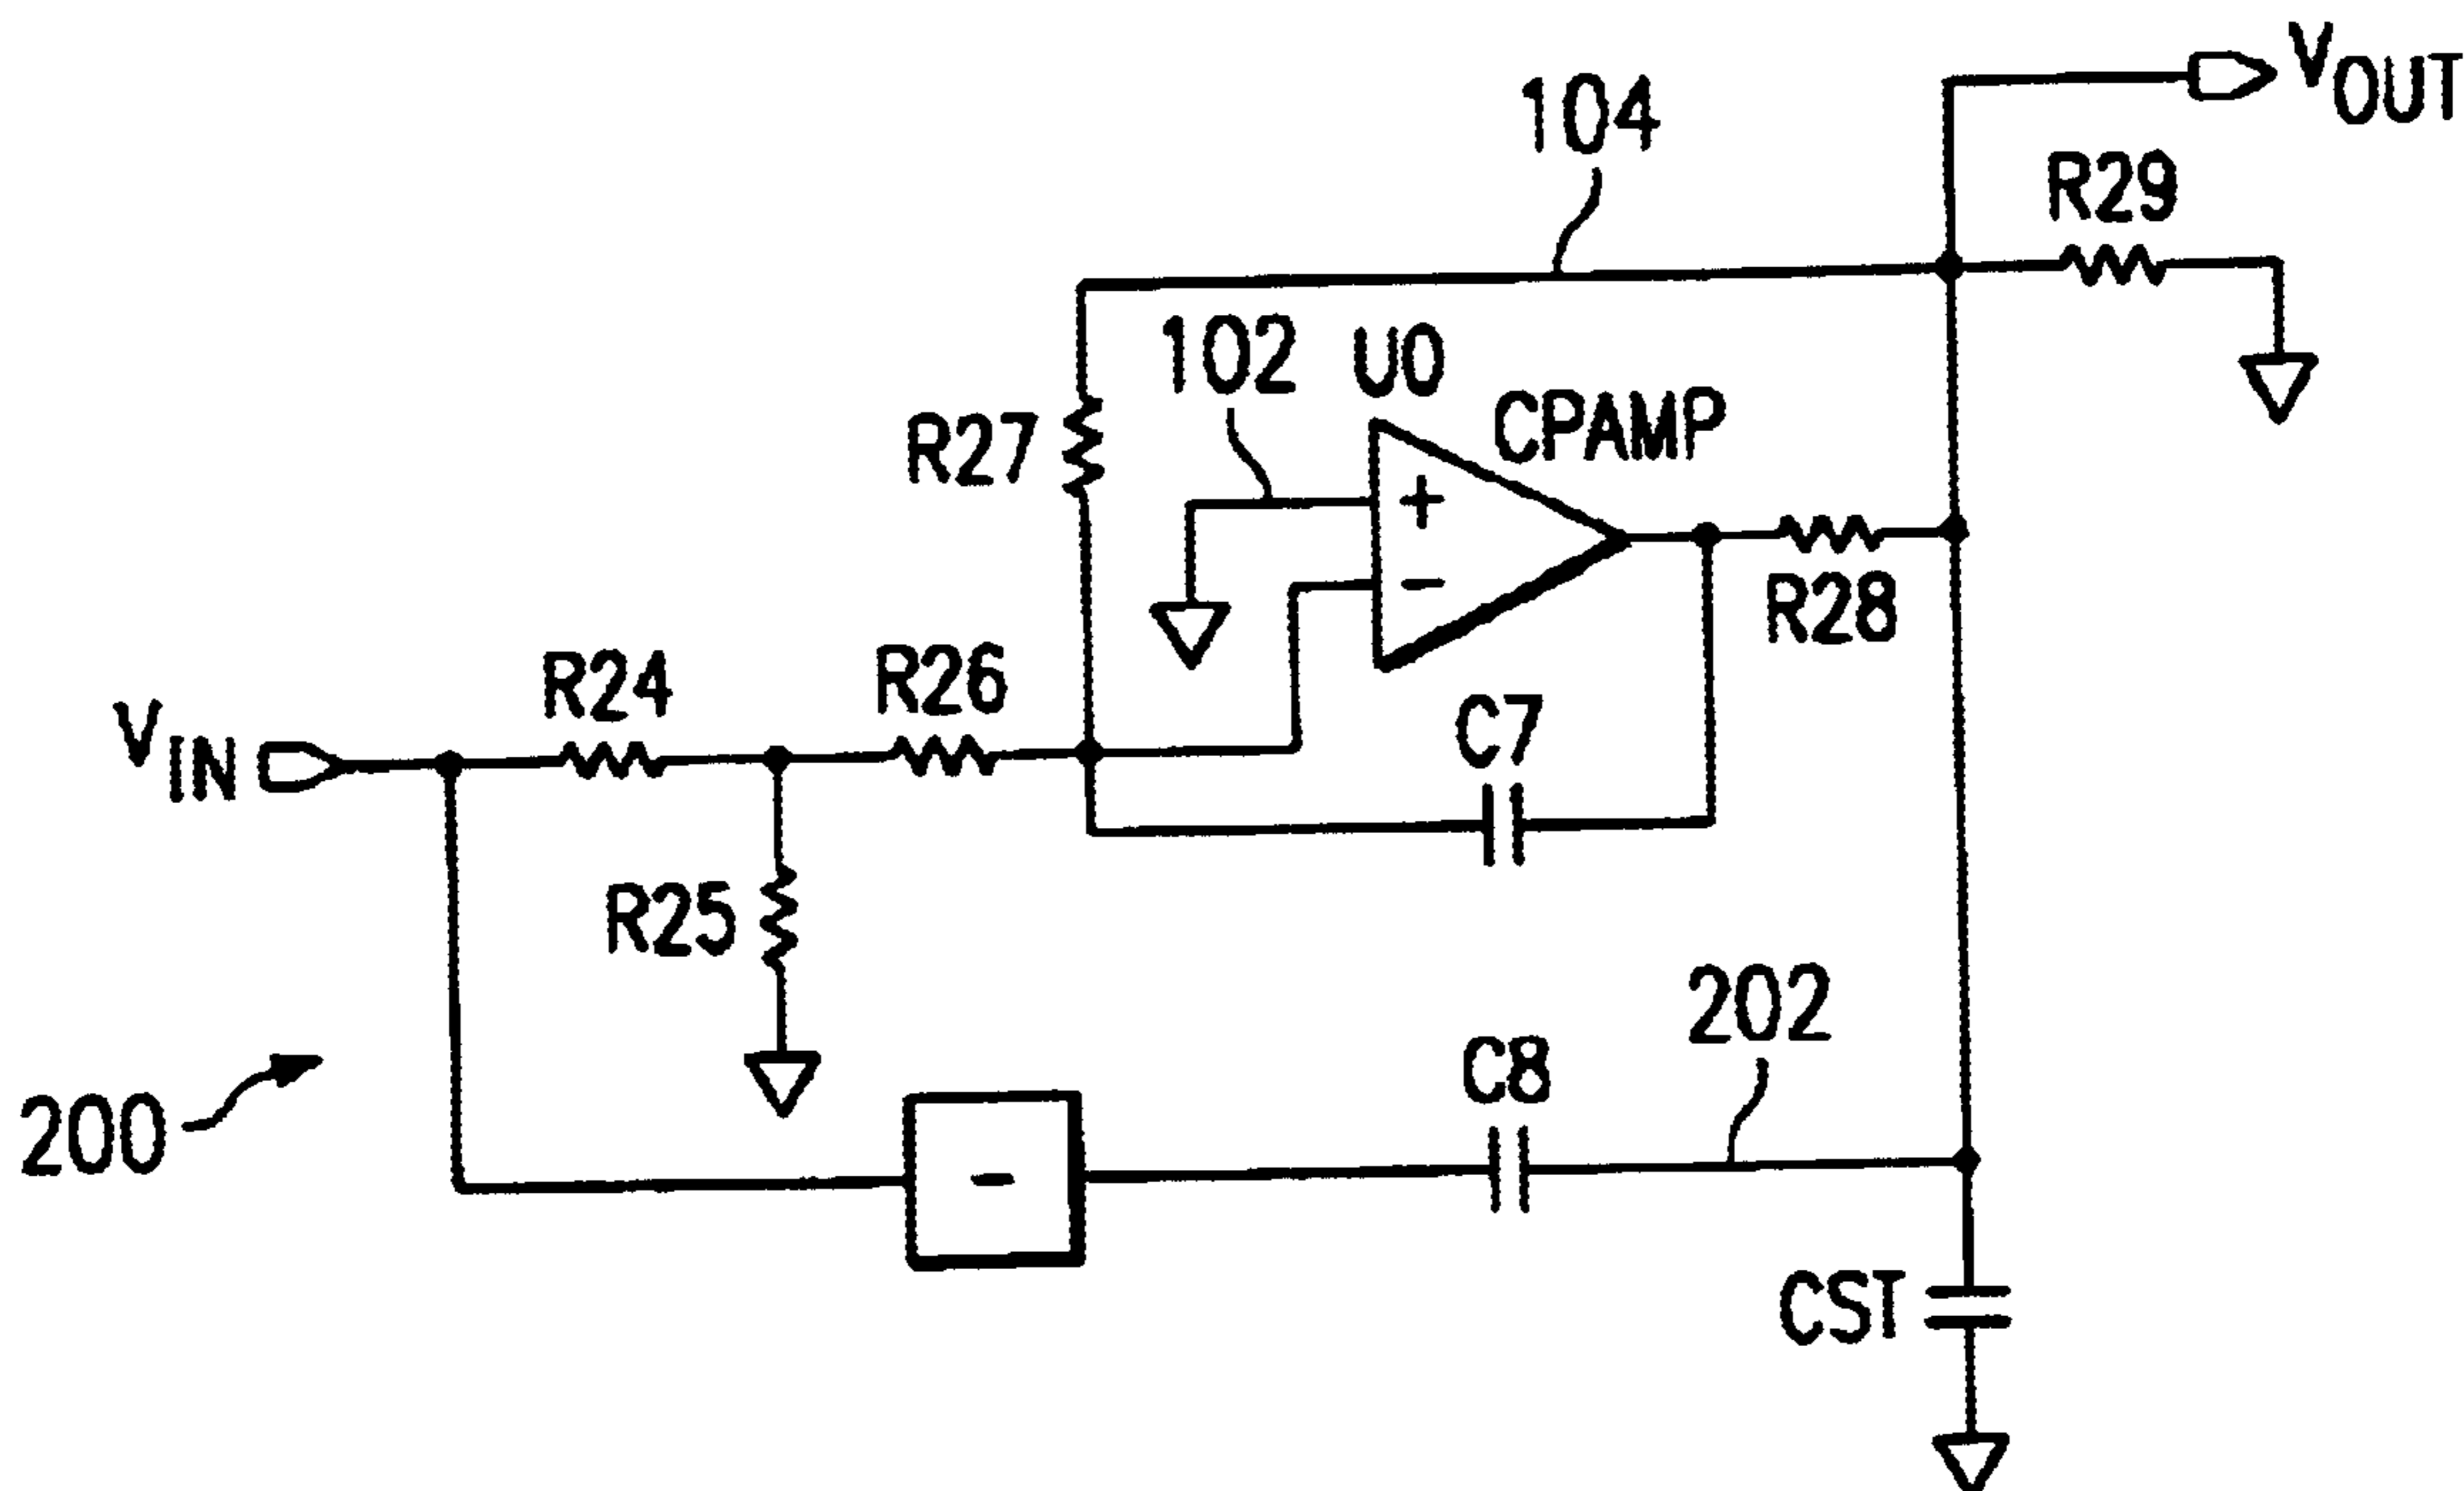 VOUT
104
R29
102 U0
CPAMP
R27
R28
R24
R26
VIN
C7
R25
202
C8
200
-
CST
+
-